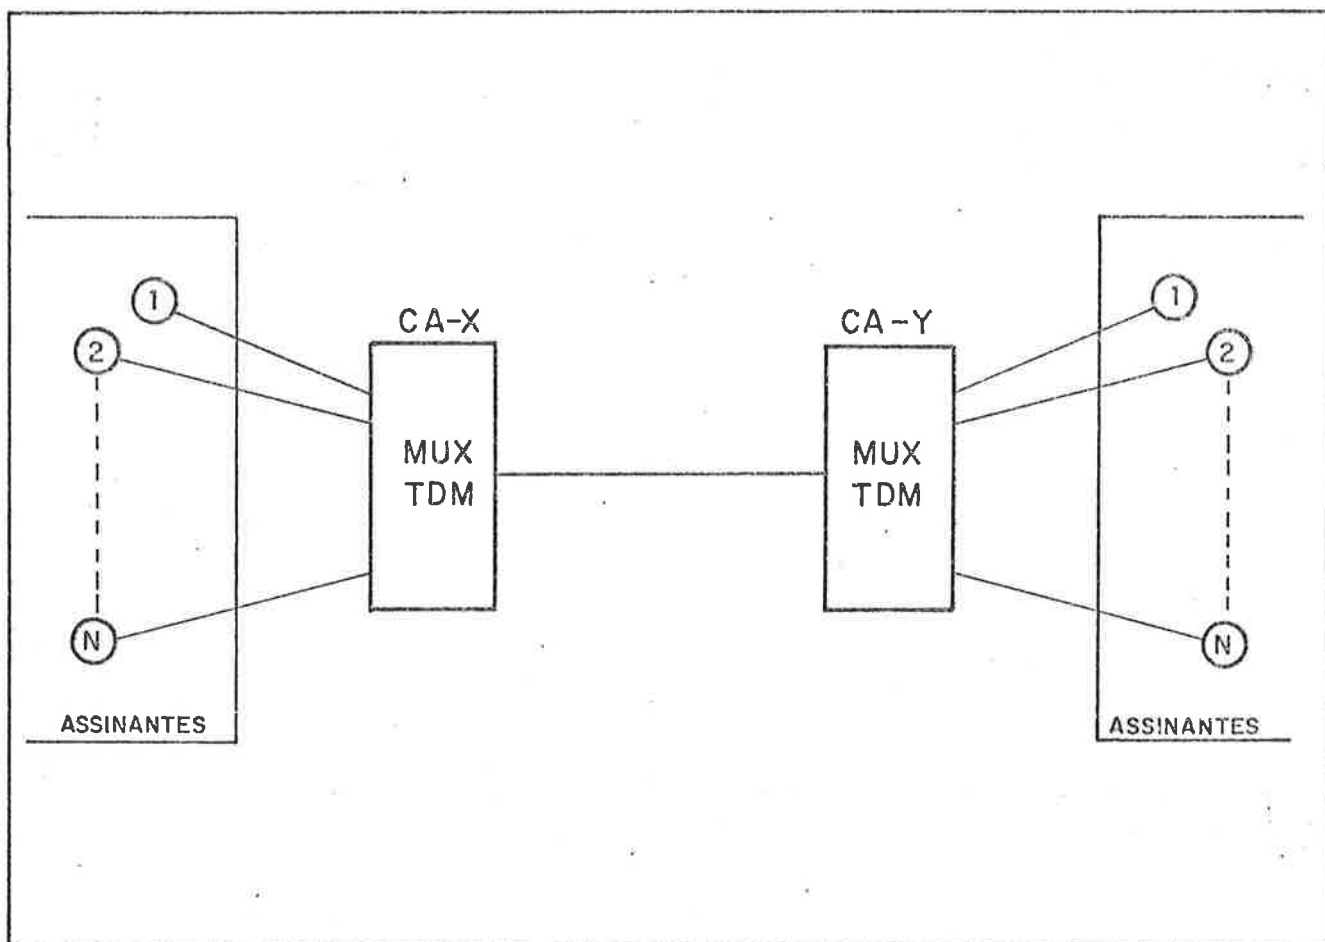 1
2
N
ASSINANTES
CA-X
MUX
TDM
CA-Y
MUX
TDM
1
2
N
ASSINANTES